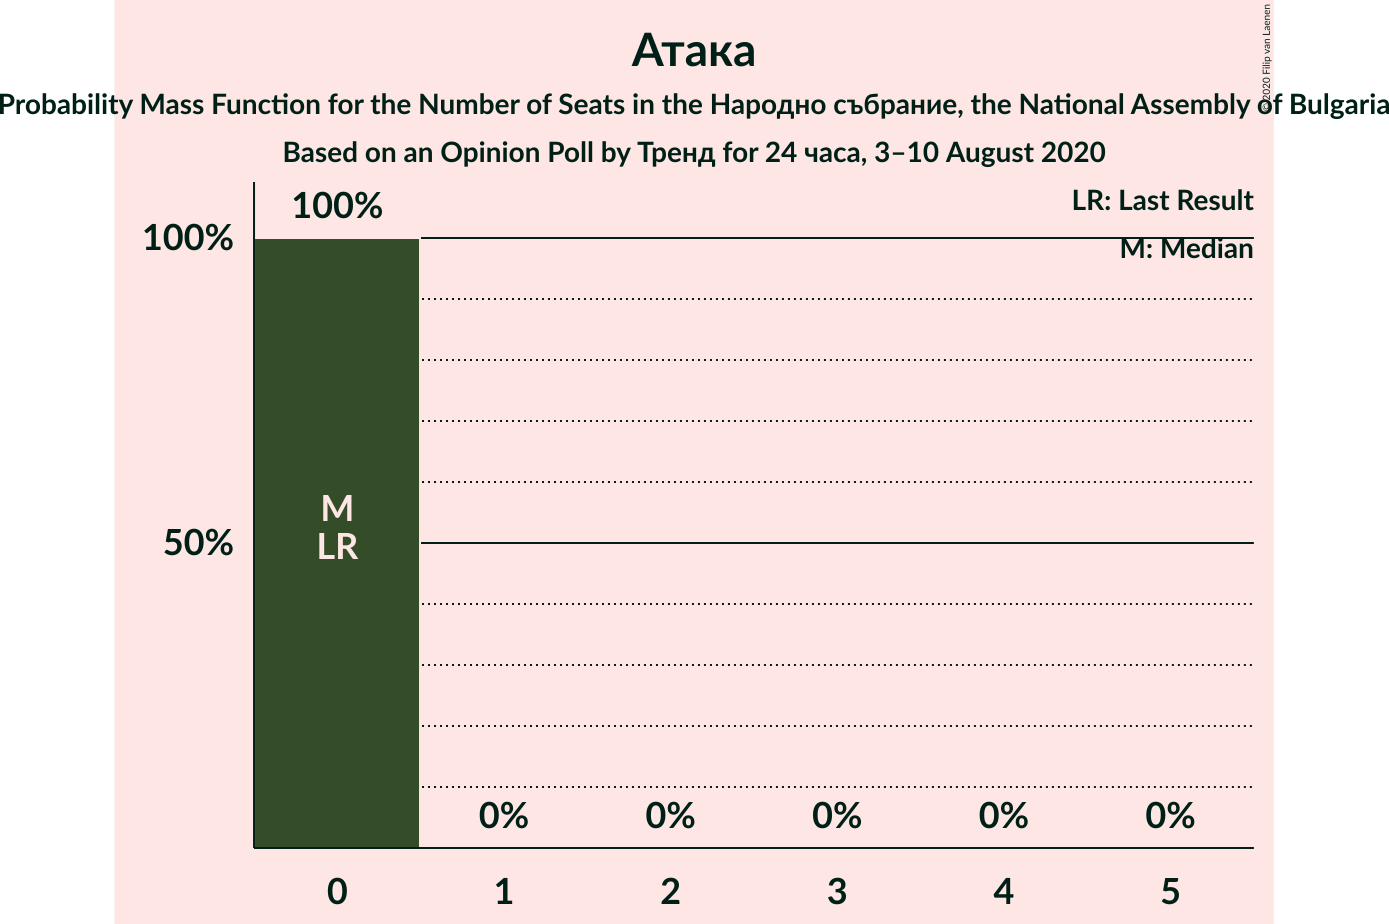 Атака
Probability Mass Function for the Number of Seats in the Народно събрание, the National Assembly of Bulgaria
Based on an Opinion Poll by Тренд for 24 часа, 3–10 August 2020
© 2020 Filip van Laenen
LR: Last Result
M: Median
100%
100%
50%
M
LR
0% 0% 0% 0% 0%
0 1 2 3 4 5